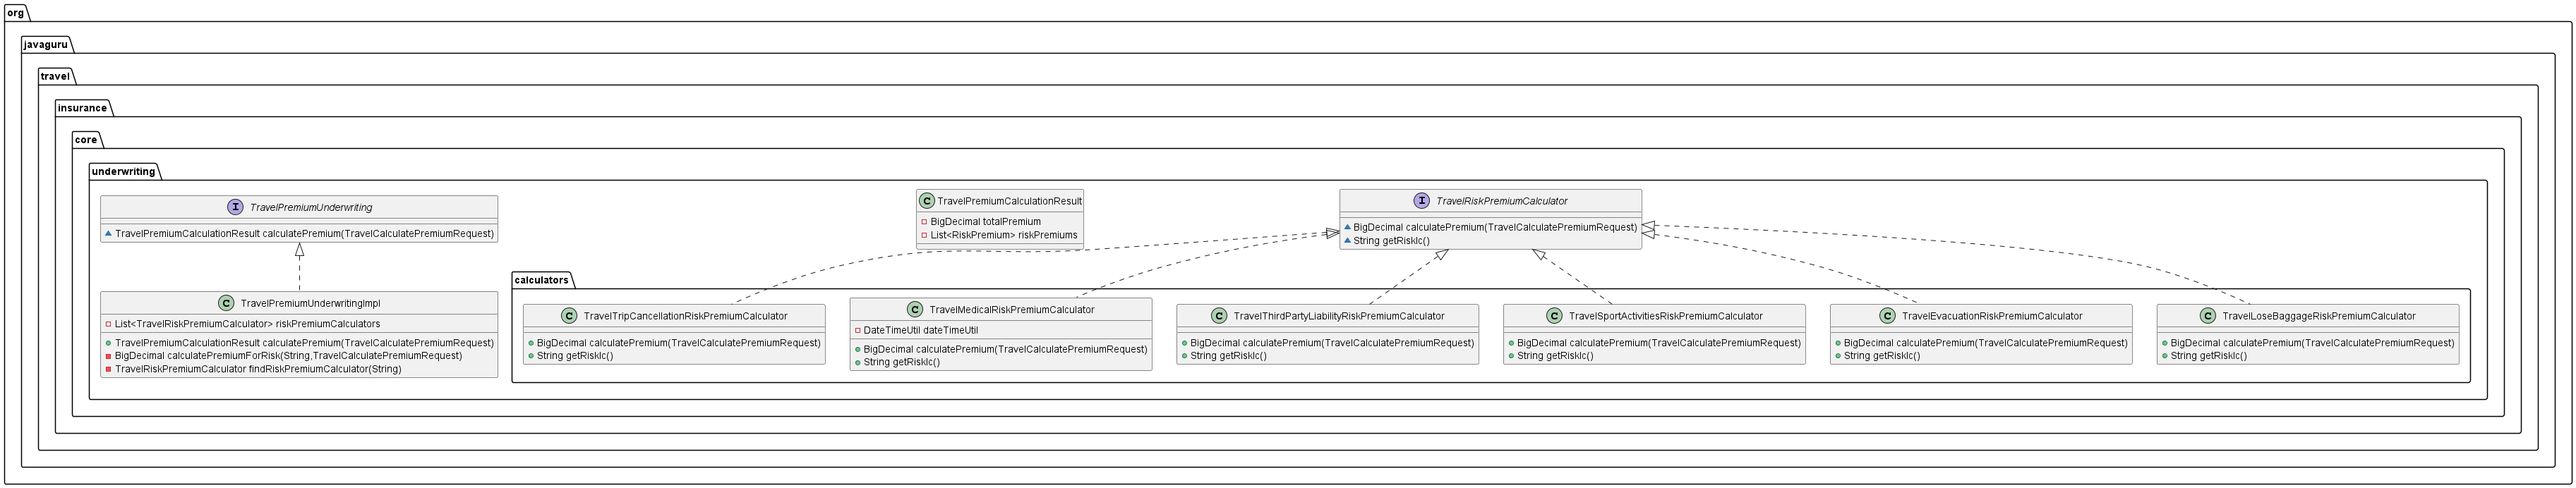 org
javaguru
travel
insurance
core
underwriting
I TravelPremiumUnderwriting
TravelPremiumCalculationResult calculatePremium(TravelCalculatePremiumRequest)
C TravelPremiumCalculationResult
BigDecimal totalPremium
List<RiskPremium> riskPremiums
I TravelRiskPremiumCalculator
BigDecimal calculatePremium(TravelCalculatePremiumRequest)
String getRiskIc()
C TravelPremiumUnderwritingImpl
List<TravelRiskPremiumCalculator> riskPremiumCalculators
TravelPremiumCalculationResult calculatePremium(TravelCalculatePremiumRequest)
BigDecimal calculatePremiumForRisk(String,TravelCalculatePremiumRequest)
TravelRiskPremiumCalculator findRiskPremiumCalculator(String)
calculators
C TravelTripCancellationRiskPremiumCalculator
BigDecimal calculatePremium(TravelCalculatePremiumRequest)
String getRiskIc()
C TravelMedicalRiskPremiumCalculator
DateTimeUtil dateTimeUtil
BigDecimal calculatePremium(TravelCalculatePremiumRequest)
String getRiskIc()
C TravelThirdPartyLiabilityRiskPremiumCalculator
BigDecimal calculatePremium(TravelCalculatePremiumRequest)
String getRiskIc()
C TravelSportActivitiesRiskPremiumCalculator
BigDecimal calculatePremium(TravelCalculatePremiumRequest)
String getRiskIc()
C TravelEvacuationRiskPremiumCalculator
BigDecimal calculatePremium(TravelCalculatePremiumRequest)
String getRiskIc()
C TravelLoseBaggageRiskPremiumCalculator
BigDecimal calculatePremium(TravelCalculatePremiumRequest)
String getRiskIc()